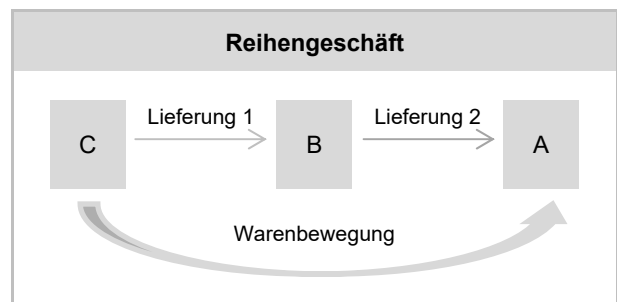 Reihengeschäft
Lieferung 1
Lieferung 2
C
B
A
Warenbewegung